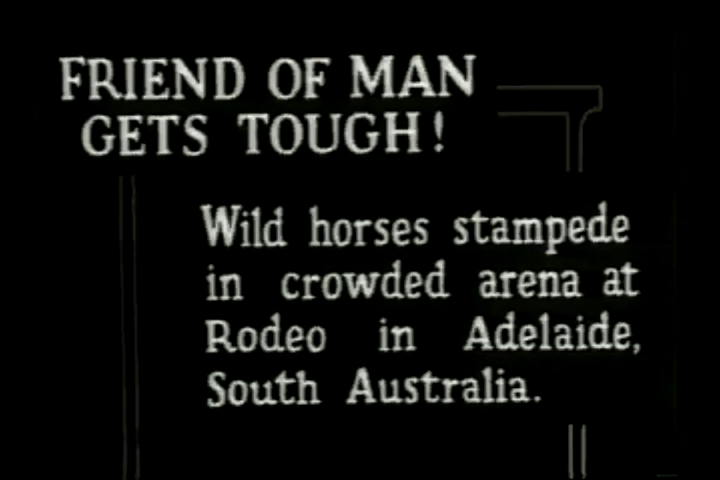 FRIEND OF MAN
GETS TOUGH!
Wild horses stampede
in crowded arena at
Rodeo in Adelaide,
South Australia.